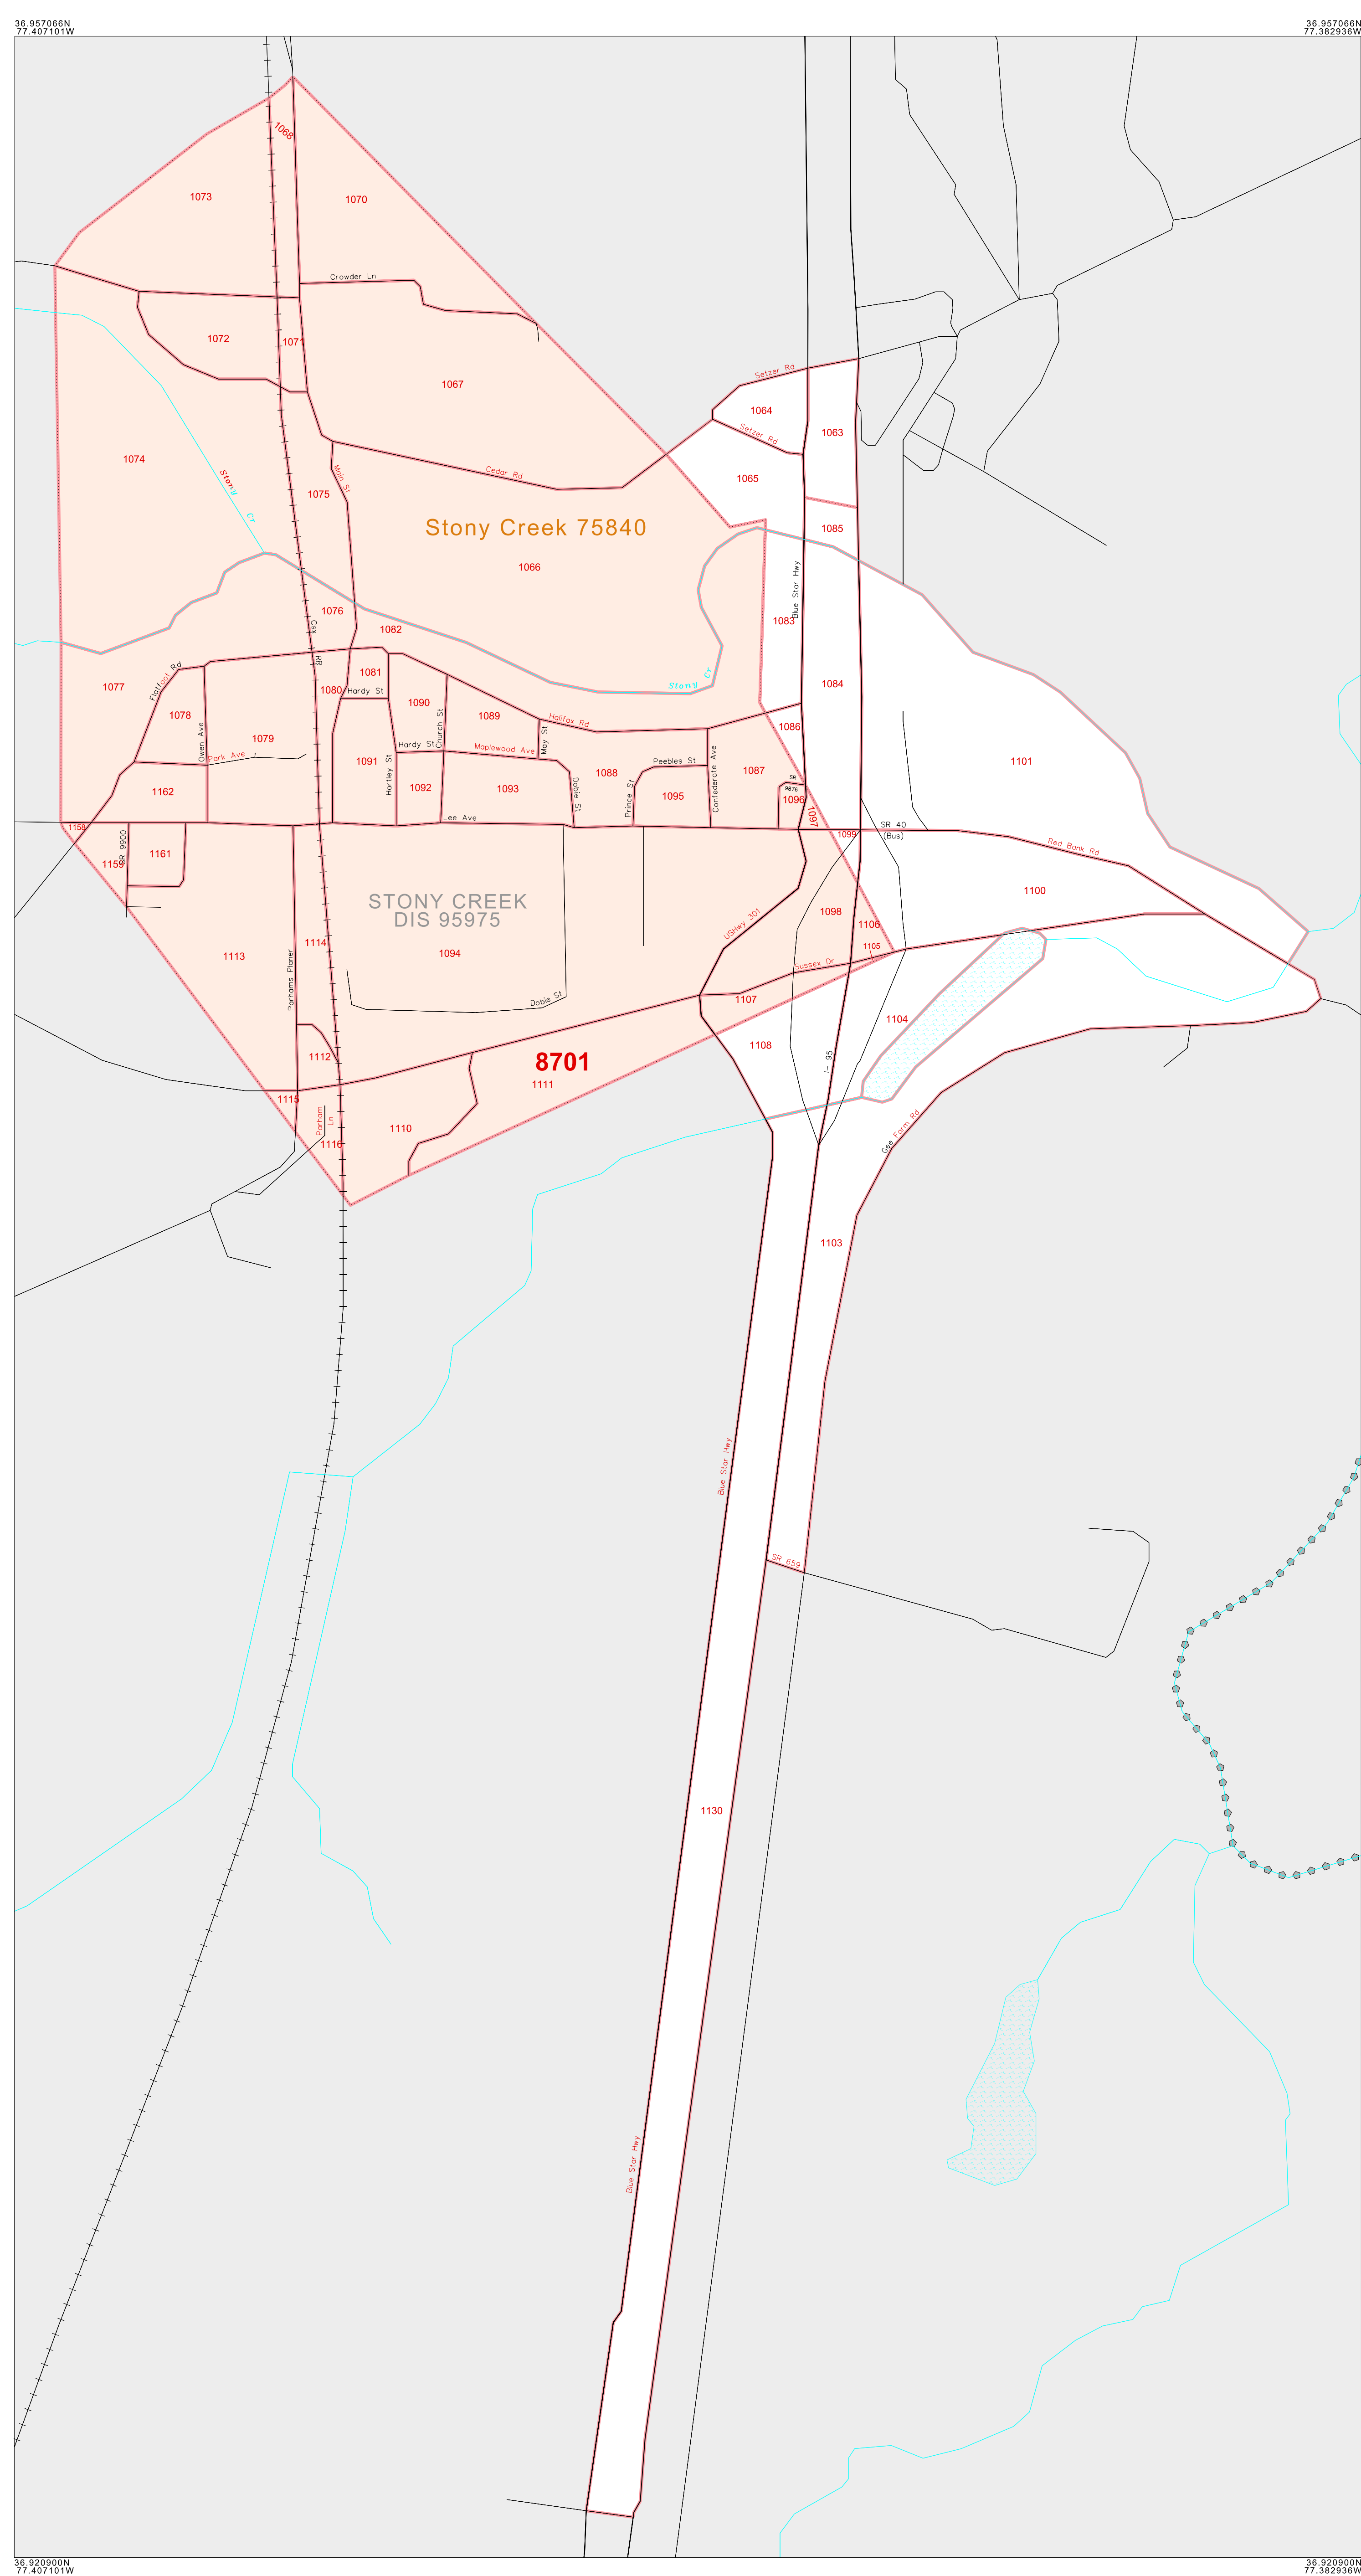 36.957066N
77.407101W
36.957066N
77.382936W
1068
1073
1070
Crowder Ln
1072
1071
1067
Setzer Rd
1064
Setzer Rd
1063
1074
Cedar Rd
1065
Stony Cr
1075
Main St
Stony Creek 75840
1085
1066
Blue Star Hwy
1076
Csx RR
1082
1083
1077
Flatfoot Rd
1081
1080
Hardy St
Stony Cr
1084
1078
1090
1089
Halifax Rd
1086
Owen Ave
1079
Park Ave
Church St
Hardy St
Maplewood Ave
May St
1101
1091
Hartley St
Peebles St
Confederate Ave
1087
1088
SR
9876
1162
1092
1093
Dobie St
Prince St
1095
1096
1097
Lee Ave
1158
1099
SR 40
(Bus)
SR 9900
1161
1159
Red Bank Rd
STONY CREEK
DIS 95975
1100
1098
1106
USHwy 301
1113
1114
1094
1105
Parhams Planer
Sussex Dr
Dobie St
1107
1104
1112
8701
1108
I- 95
1111
1115
Parham Ln
1110
1116
Gee Farm Rd
1103
Blue Star Hwy
SR 659
1130
Blue Star Hwy
36.920900N
77.407101W
36.920900N
77.382936W